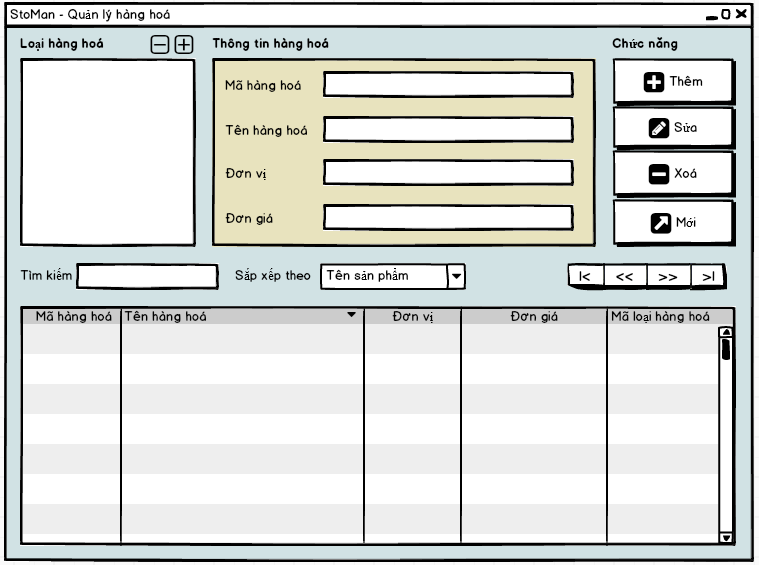 StoMan - Quản lý hàng hoá
Loại hàng hoá
Thông tin hàng hoá
Chức nằng
Mã hàng hoá
Tên hàng hoá
Đơn vị
Đơn giá
Thêm
Sửa
Xoá
Mới
Tìm kiếm
Sắp xếp theo
Tên sản phẩm
|< << >> >|
Mã hàng hoá Tên hàng hoá Đơn vị Đơn giá Mã loại hàng hoá